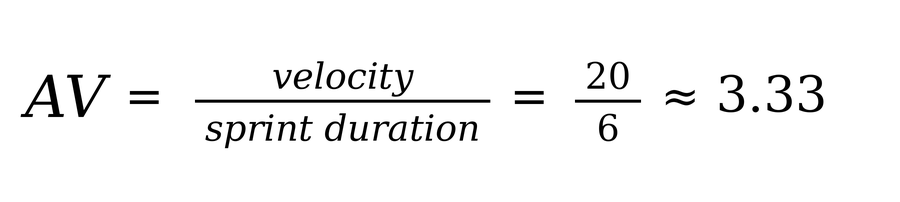 AV = velocity / sprint duration = 20 / 6 ≈ 3.33